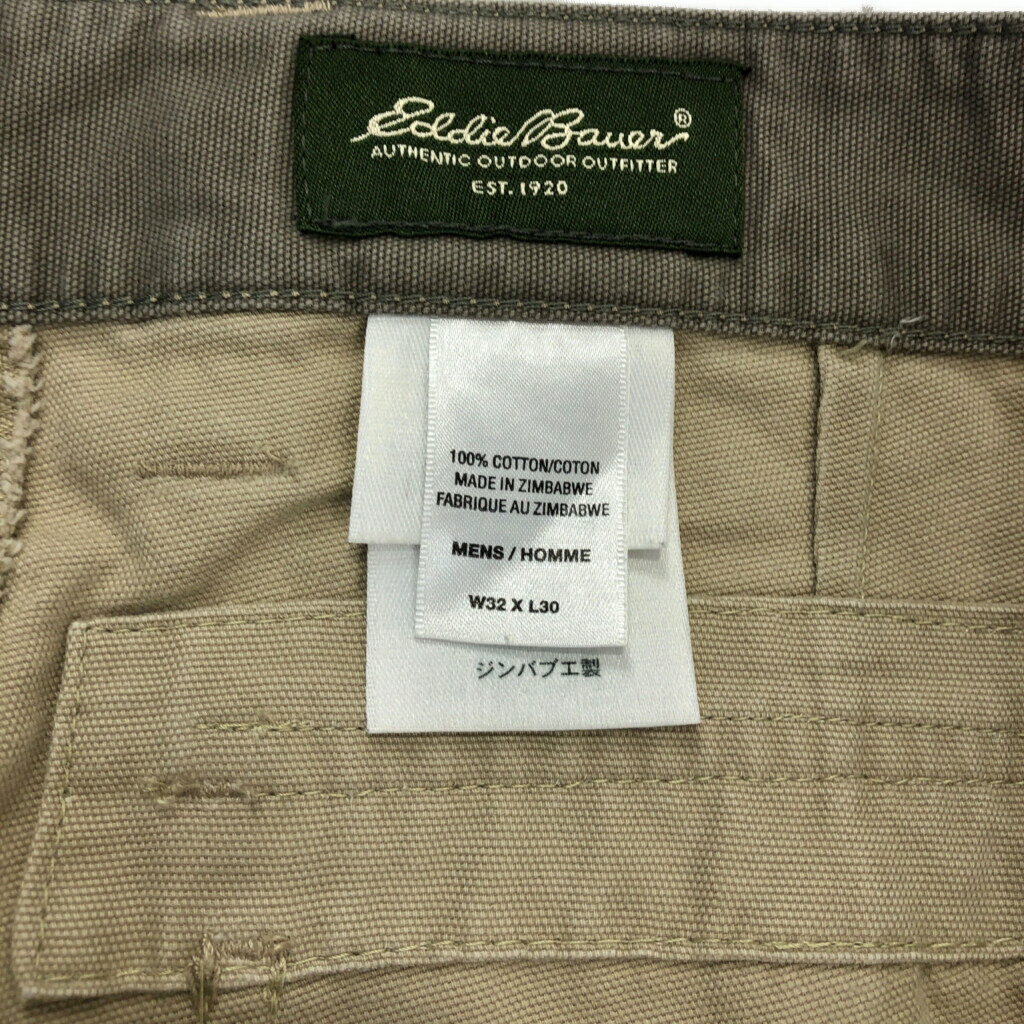 Eddie Bauer®
AUTHENTIC OUTDOOR OUTFITTER
EST. 1920
100% COTTON/COTON
MADE IN ZIMBABWE
FABRIQUE AU ZIMBABWE
MENS / HOMME
W32 X L30
ジンバブエ製